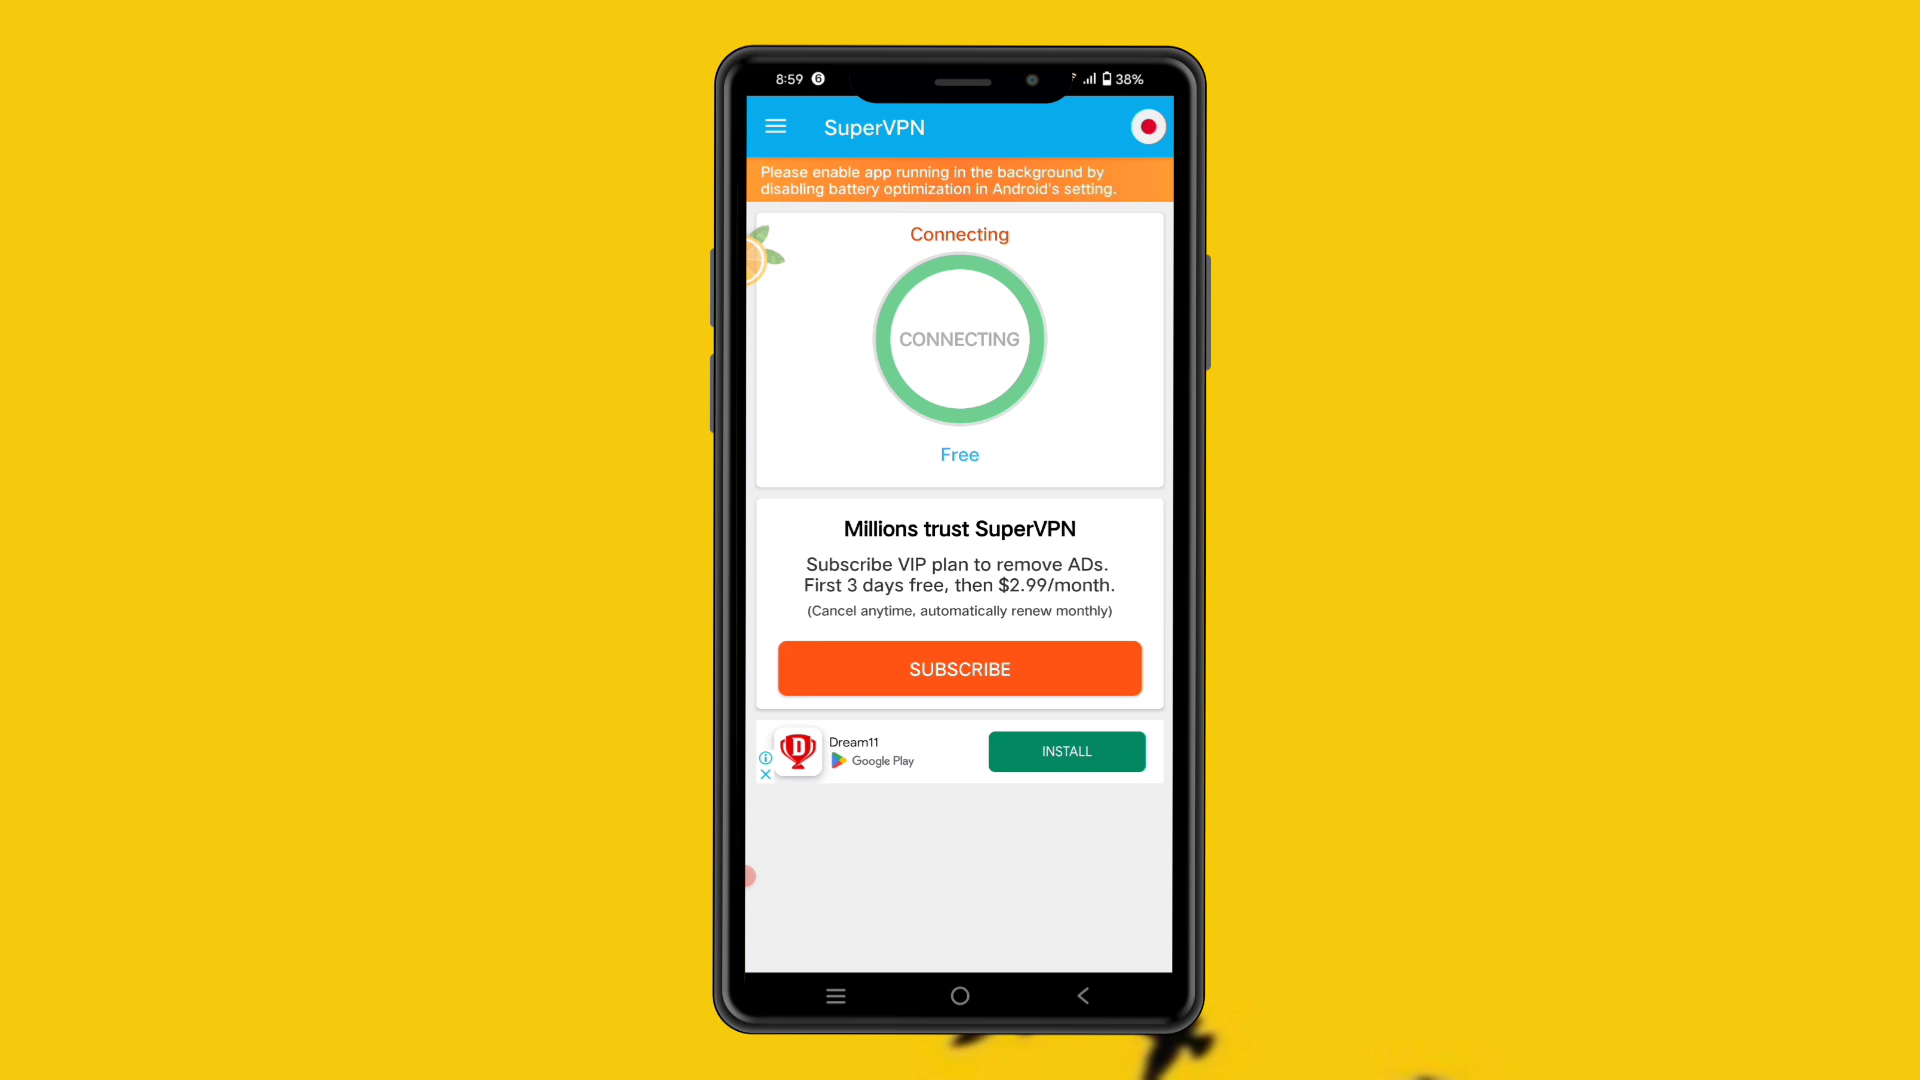 8:59 6 38%
SuperVPN
Please enable app running in the background by
disabling battery optimization in Android's setting.
Connecting
CONNECTING
Free
Millions trust SuperVPN
Subscribe VIP plan to remove ADs.
First 3 days free, then $2.99/month.
(Cancel anytime, automatically renew monthly)
SUBSCRIBE
D
Dream11
Google Play
INSTALL